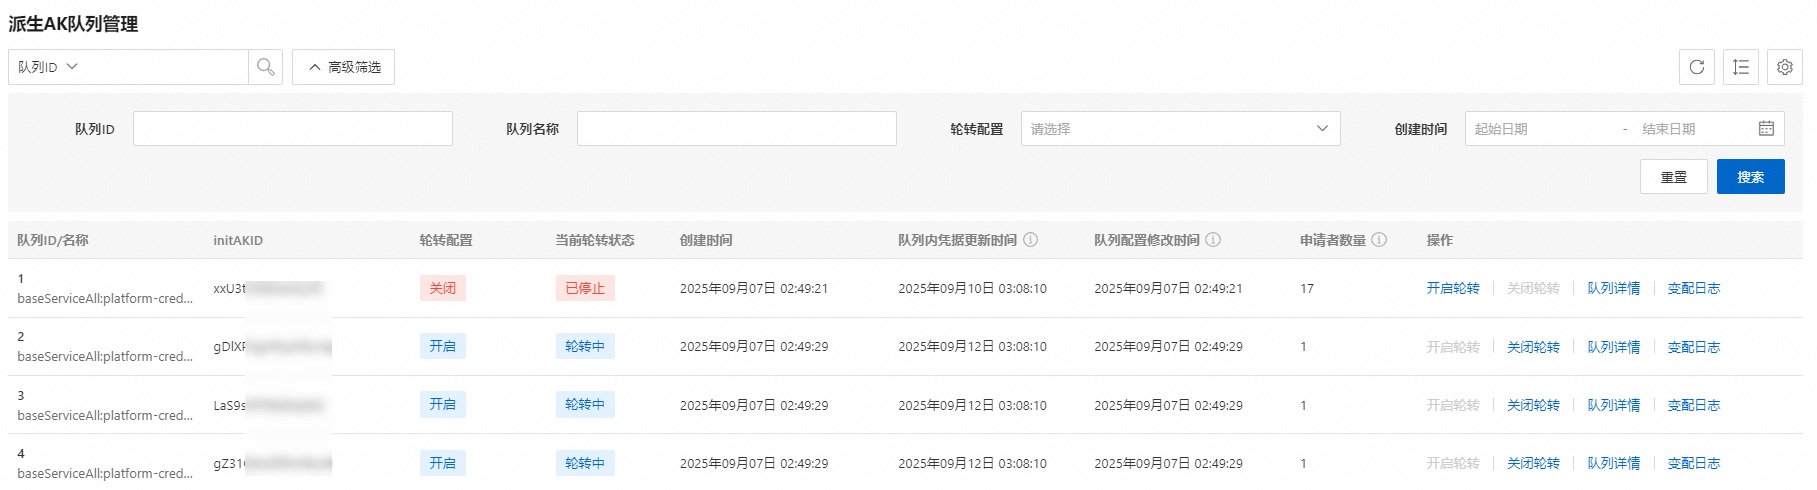 派生AK队列管理
队列ID
高级筛选
队列ID 队列名称 轮转配置 请选择 创建时间 起始日期 - 结束日期
重置 搜索
队列ID/名称 initAKID 轮转配置 当前轮转状态 创建时间 队列内凭据更新时间 队列配置修改时间 申请者数量 操作
1
baseServiceAll:platform-cred... xxU3t 关闭 已停止 2025年09月07日 02:49:21 2025年09月10日 03:08:10 2025年09月07日 02:49:21 17 开启轮转 关闭轮转 队列详情 变配日志
2
baseServiceAll:platform-cred... gDlXP 开启 轮转中 2025年09月07日 02:49:29 2025年09月12日 03:08:10 2025年09月07日 02:49:29 1 开启轮转 关闭轮转 队列详情 变配日志
3
baseServiceAll:platform-cred... LaS9s 开启 轮转中 2025年09月07日 02:49:29 2025年09月12日 03:08:10 2025年09月07日 02:49:29 1 开启轮转 关闭轮转 队列详情 变配日志
4
baseServiceAll:platform-cred... gZ31 开启 轮转中 2025年09月07日 02:49:29 2025年09月12日 03:08:10 2025年09月07日 02:49:29 1 开启轮转 关闭轮转 队列详情 变配日志